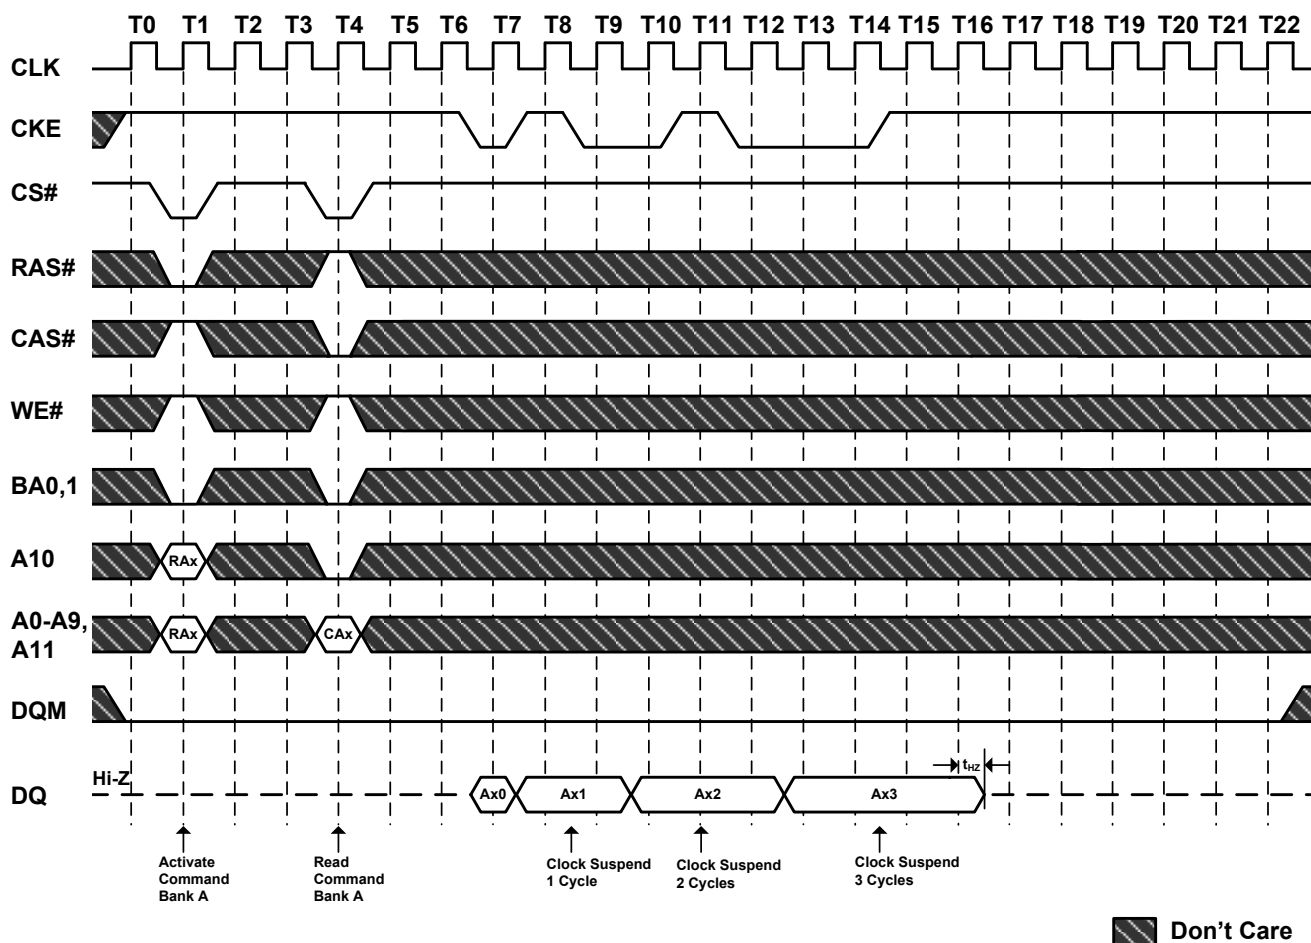 T0 T1 T2 T3 T4 T5 T6 T7 T8 T9 T10 T11 T12 T13 T14 T15 T16 T17 T18 T19 T20 T21 T22
CLK
CKE
CS#
RAS#
CAS#
WE#
BA0,1
A10
RAx
A0-A9,
A11
RAx
CAx
DQM
Hi-Z
tHZ
DQ
Ax0
Ax1
Ax2
Ax3
Activate
Command
Bank A
Read
Command
Bank A
Clock Suspend
1 Cycle
Clock Suspend
2 Cycles
Clock Suspend
3 Cycles
Don't Care